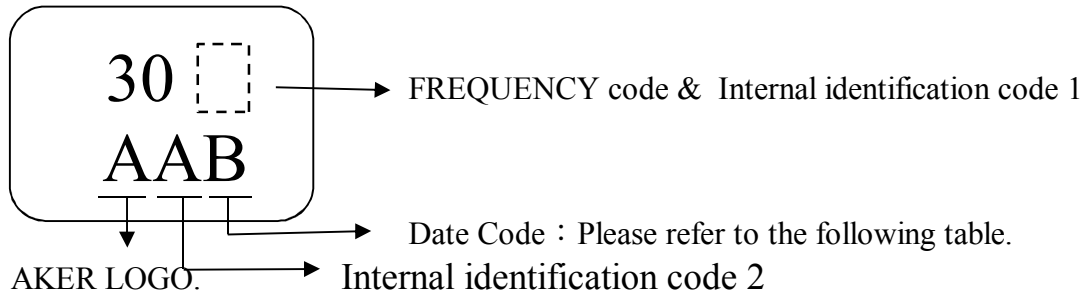 30
FREQUENCY code & Internal identification code 1
AAB
Date Code：Please refer to the following table.
AKER LOGO.
Internal identification code 2